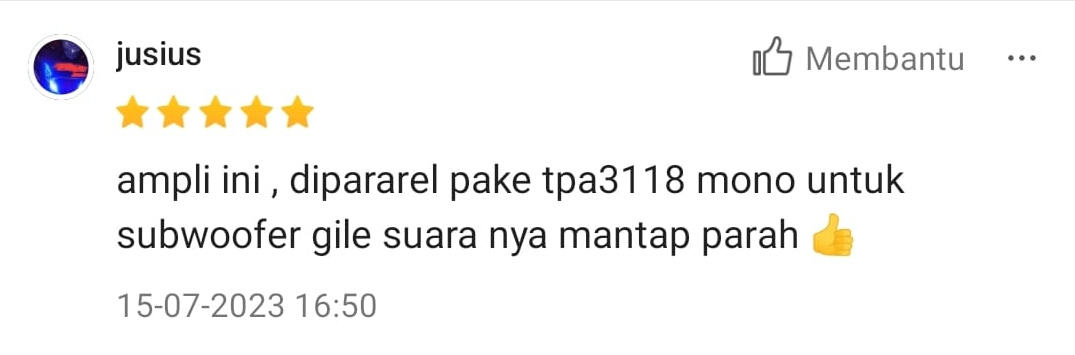 jusius
Membantu
ampli ini , dipararel pake tpa3118 mono untuk
subwoofer gile suara nya mantap parah 👍
15-07-2023 16:50